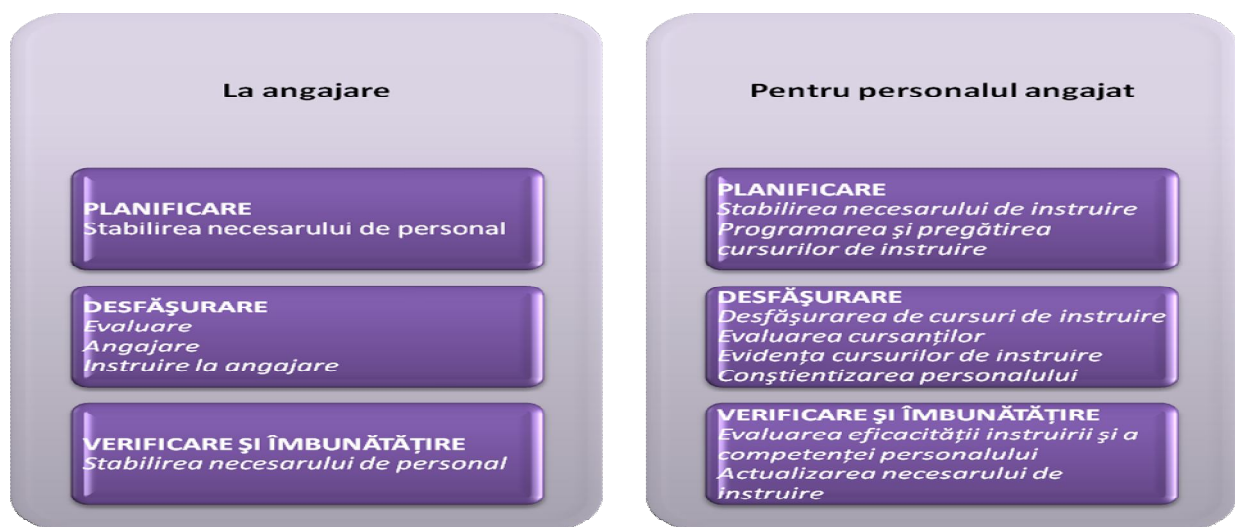 La angajare
PLANIFICARE
Stabilirea necesarului de personal
DESFĂŞURARE
Evaluare
Angajare
Instruire la angajare
VERIFICARE ŞI ÎMBUNĂTĂŢIRE
Stabilirea necesarului de personal
Pentru personalul angajat
PLANIFICARE
Stabilirea necesarului de instruire
Programarea şi pregătirea
cursurilor de instruire
DESFĂŞURARE
Desfăşurarea de cursuri de instruire
Evaluarea cursanţilor
Evidenţa cursurilor de instruire
Conştientizarea personalului
VERIFICARE ŞI ÎMBUNĂTĂŢIRE
Evaluarea eficacităţii instruirii şi a
competenţei personalului
Actualizarea necesarului de
instruire